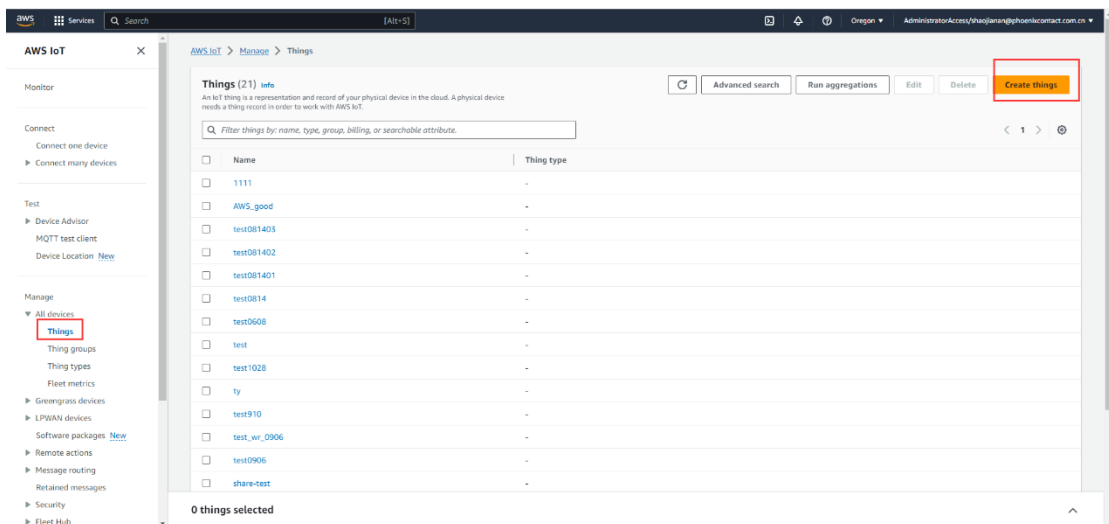 aws Services Search [Alt+S] Oregon AdministratorAccess/shaojianan@phoenixcontact.com.cn
AWS IoT
Monitor
Connect
Connect one device
Connect many devices
Test
Device Advisor
MQTT test client
Device Location New
Manage
All devices
Things
Thing groups
Thing types
Fleet metrics
Greengrass devices
LPWAN devices
Software packages New
Remote actions
Message routing
Retained messages
Security
Fleet Hub
AWS IoT > Manage > Things
Things (21) Info
An IoT thing is a representation and record of your physical device in the cloud. A physical device
needs a thing record in order to work with AWS IoT.
Advanced search Run aggregations Edit Delete Create things
Filter things by: name, type, group, billing, or searchable attribute.
< 1 >
Name Thing type
1111 -
AWS_good -
test081403 -
test081402 -
test081401 -
test0814 -
test0608 -
test -
test1028 -
ty -
test910 -
test_wr_0906 -
test0906 -
share-test -
0 things selected